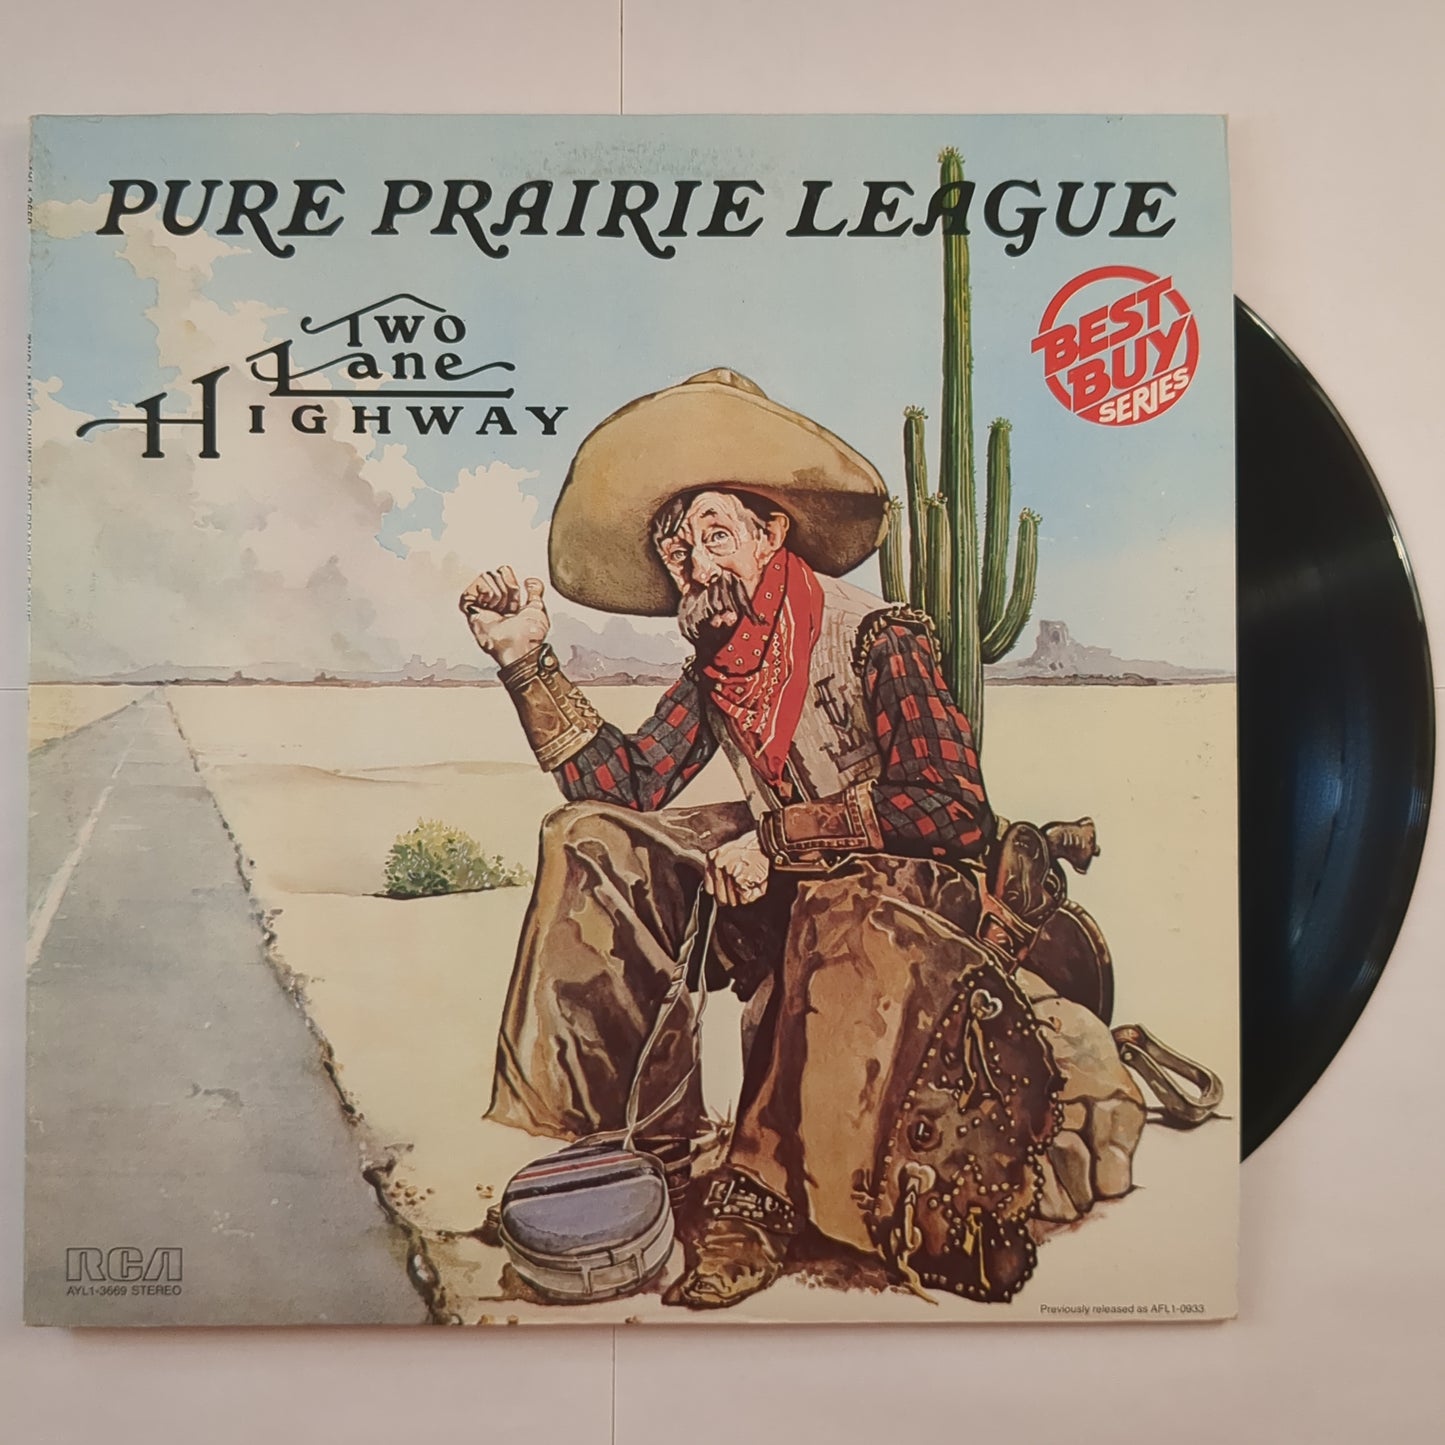 PURE PRAIRIE LEAGUE
TWO
LANE
HIGHWAY
BEST
BUY
SERIES
RCA
AYL1-3669 STEREO
Previously released as AFL1-0933